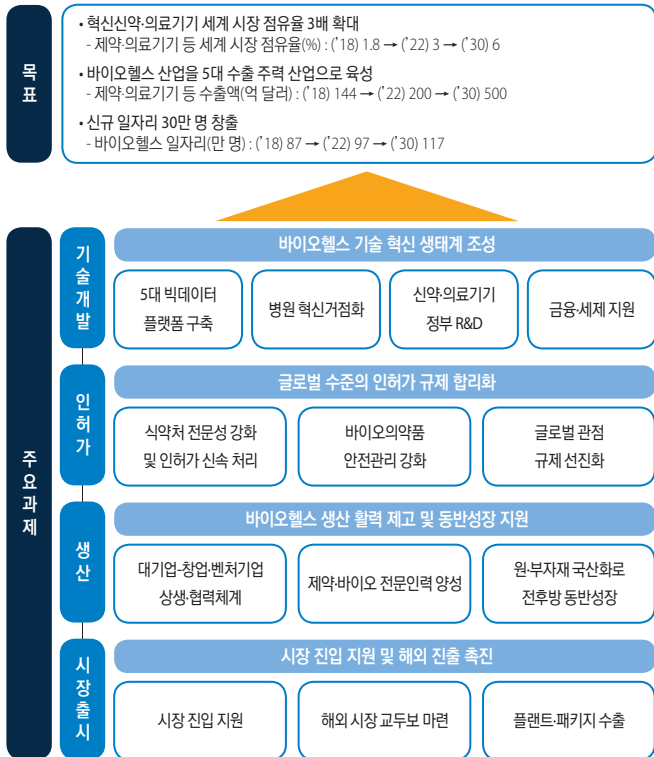 목표
• 혁신신약·의료기기 세계 시장 점유율 3배 확대
- 제약·의료기기 등 세계 시장 점유율(%) : (’18) 1.8 → (’22) 3 → (’30) 6
• 바이오헬스 산업을 5대 수출 주력 산업으로 육성
- 제약·의료기기 등 수출액(억 달러) : (’18) 144 → (’22) 200 → (’30) 500
• 신규 일자리 30만 명 창출
- 바이오헬스 일자리(만 명) : (’18) 87 → (’22) 97 → (’30) 117
주요과제
기술개발
바이오헬스 기술 혁신 생태계 조성
5대 빅데이터
플랫폼 구축
병원 혁신거점화
신약·의료기기
정부 R&D
금융·세제 지원
인허가
글로벌 수준의 인허가 규제 합리화
식약처 전문성 강화
및 인허가 신속 처리
바이오의약품
안전관리 강화
글로벌 관점
규제 선진화
생산
바이오헬스 생산 활력 제고 및 동반성장 지원
대기업-창업·벤처기업
상생·협력체계
제약·바이오 전문인력 양성
원·부자재 국산화로
전후방 동반성장
시장출시
시장 진입 지원 및 해외 진출 촉진
시장 진입 지원
해외 시장 교두보 마련
플랜트·패키지 수출